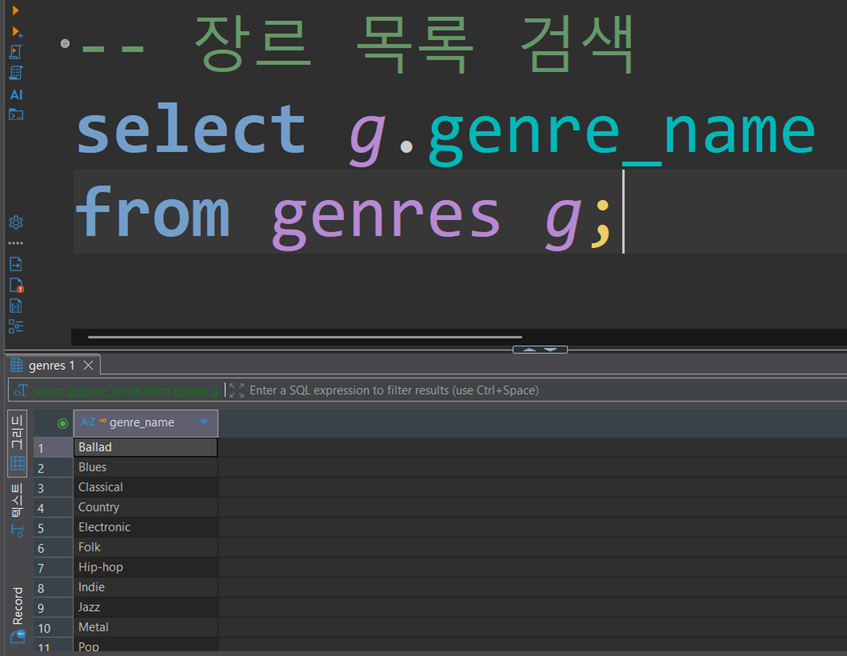 -- 장르 목록 검색
select g.genre_name
from genres g;
AI
genres 1
select g.genre_name from genres g
Enter a SQL expression to filter results (use Ctrl+Space)
그리드
텍스트
Record
A-Z genre_name
1 Ballad
2 Blues
3 Classical
4 Country
5 Electronic
6 Folk
7 Hip-hop
8 Indie
9 Jazz
10 Metal
11 Pop